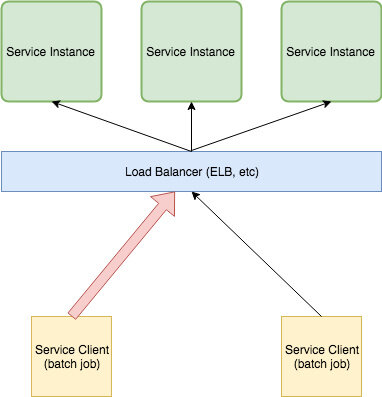 Service Instance
Service Instance
Service Instance
Load Balancer (ELB, etc)
Service Client
(batch job)
Service Client
(batch job)